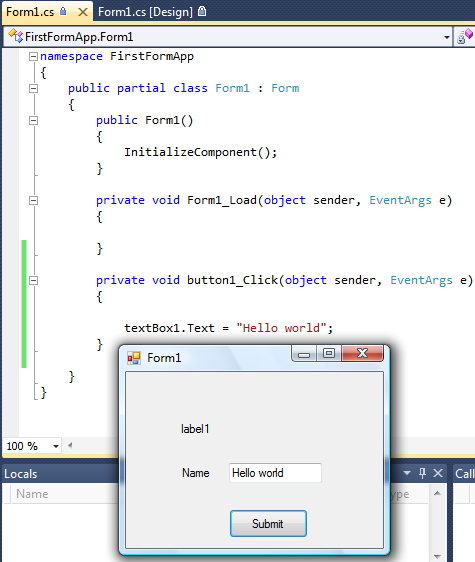 Form1.cs Form1.cs [Design]
FirstFormApp.Form1
namespace FirstFormApp
{
public partial class Form1 : Form
{
public Form1()
{
InitializeComponent();
}
private void Form1_Load(object sender, EventArgs e)
{
}
private void button1_Click(object sender, EventArgs e)
{
textBox1.Text = "Hello world";
}
}
}
100 %
Form1
label1
Name Hello world
Submit
Locals
Name